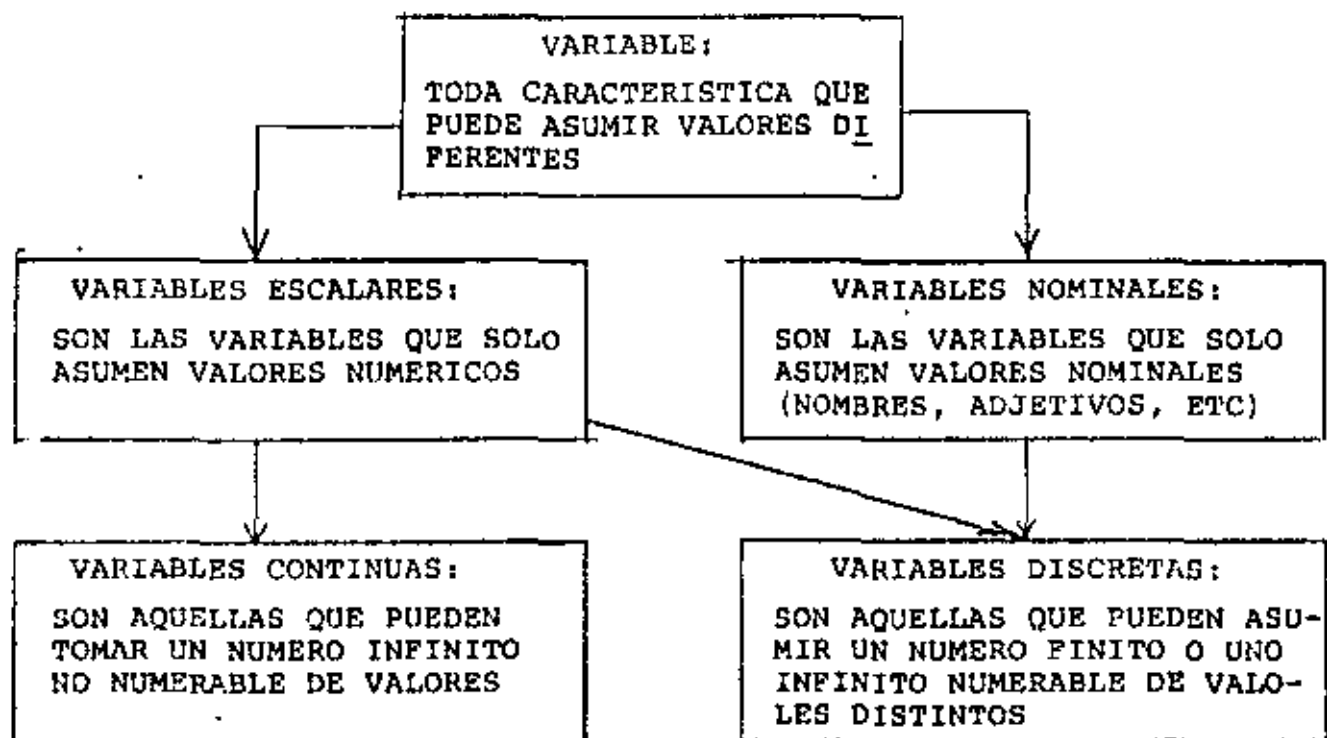 VARIABLE:
TODA CARACTERISTICA QUE
PUEDE ASUMIR VALORES DI
FERENTES
VARIABLES ESCALARES:
SON LAS VARIABLES QUE SOLO
ASUMEN VALORES NUMERICOS
VARIABLES NOMINALES:
SON LAS VARIABLES QUE SOLO
ASUMEN VALORES NOMINALES
(NOMBRES, ADJETIVOS, ETC)
VARIABLES CONTINUAS:
SON AQUELLAS QUE PUEDEN
TOMAR UN NUMERO INFINITO
NO NUMERABLE DE VALORES
VARIABLES DISCRETAS:
SON AQUELLAS QUE PUEDEN ASU-
MIR UN NUMERO FINITO O UNO
INFINITO NUMERABLE DE VALO-
LES DISTINTOS